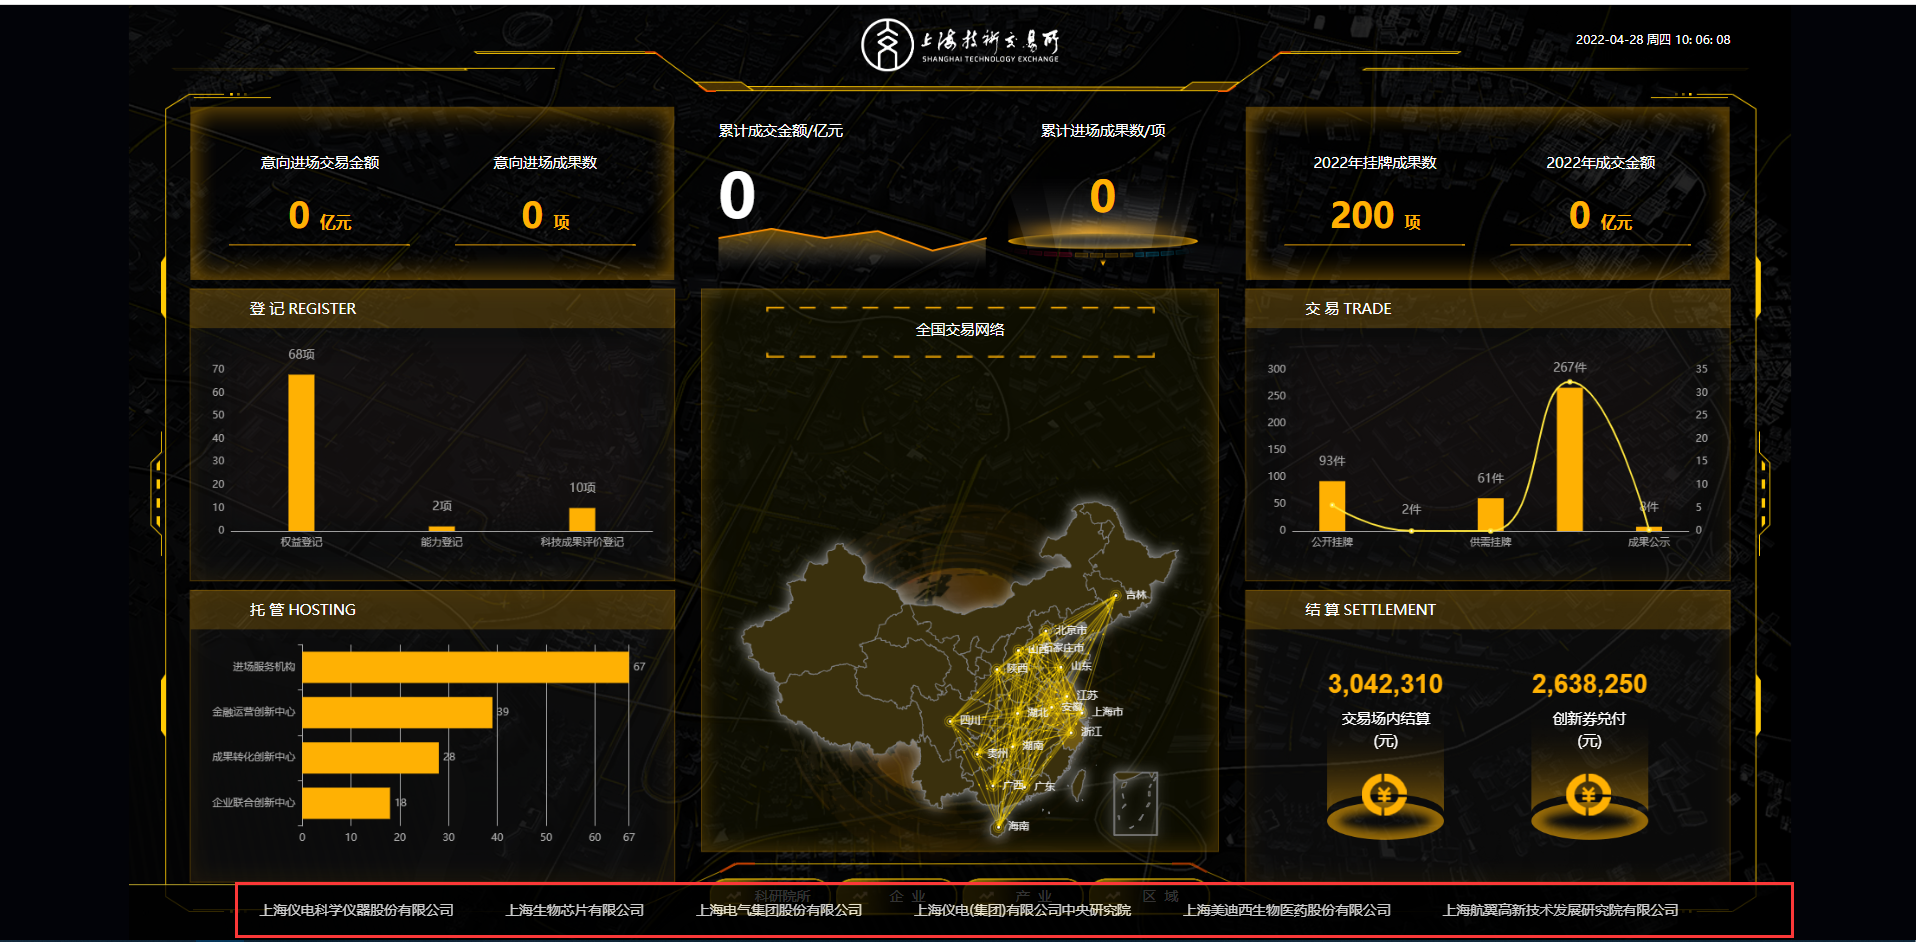 上海技術交易所
SHANGHAI TECHNOLOGY EXCHANGE
2022-04-28 周四 10: 06: 08
意向进场交易金额
0 亿元
意向进场成果数
0 项
累计成交金额/亿元
0
累计进场成果数/项
0
2022年挂牌成果数
200 项
2022年成交金额
0 亿元
登 记 REGISTER
68项
2项
10项
70
60
50
40
30
20
10
0
权益登记
能力登记
科技成果评价登记
托 管 HOSTING
进场服务机构
67
金融运营创新中心
39
成果转化创新中心
28
企业联合创新中心
18
0
10
20
30
40
50
60
67
全国交易网络
吉林
北京市
山西
石家庄市
陕西
山东
江苏
安徽
上海市
湖北
四川
浙江
湖南
贵州
广西
广东
海南
交 易 TRADE
300
250
200
150
100
50
0
93件
2件
61件
267件
35
30
25
20
15
10
5
0
公开挂牌
供需挂牌
成果公示
结 算 SETTLEMENT
3,042,310
交易场内结算
(元)
2,638,250
创新券兑付
(元)
科研院所
企 业
产 业
区 域
上海仪电科学仪器股份有限公司
上海生物芯片有限公司
上海电气集团股份有限公司
上海仪电(集团)有限公司中央研究院
上海美迪西生物医药股份有限公司
上海航翼高新技术发展研究院有限公司